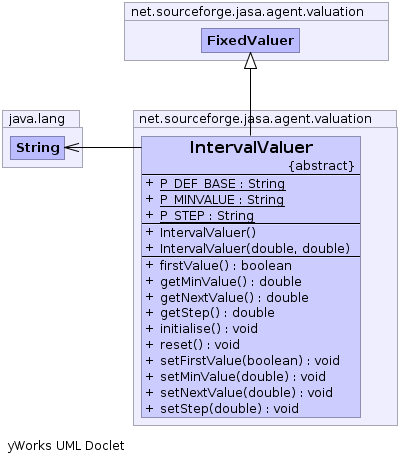 net.sourceforge.jasa.agent.valuation
FixedValuer
java.lang
String
net.sourceforge.jasa.agent.valuation
IntervalValuer
{abstract}
+ P_DEF_BASE : String
+ P_MINVALUE : String
+ P_STEP : String
+ IntervalValuer()
+ IntervalValuer(double, double)
+ firstValue() : boolean
+ getMinValue() : double
+ getNextValue() : double
+ getStep() : double
+ initialise() : void
+ reset() : void
+ setFirstValue(boolean) : void
+ setMinValue(double) : void
+ setNextValue(double) : void
+ setStep(double) : void
yWorks UML Doclet